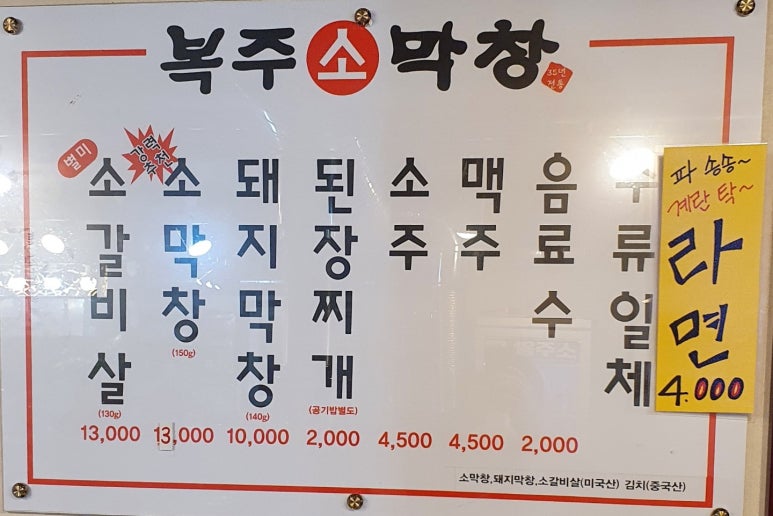 복주소막창
35년
전통
별미
소갈비살
(130g)
13,000
강력추천
소막창
(150g)
13,000
돼지막창
(140g)
10,000
된장찌개
(공기밥별도)
2,000
소주
4,500
맥주
4,500
음료수
2,000
류일체
파 송송~
계란 탁~
라면
4.000
소막창,돼지막창,소갈비살(미국산) 김치(중국산)